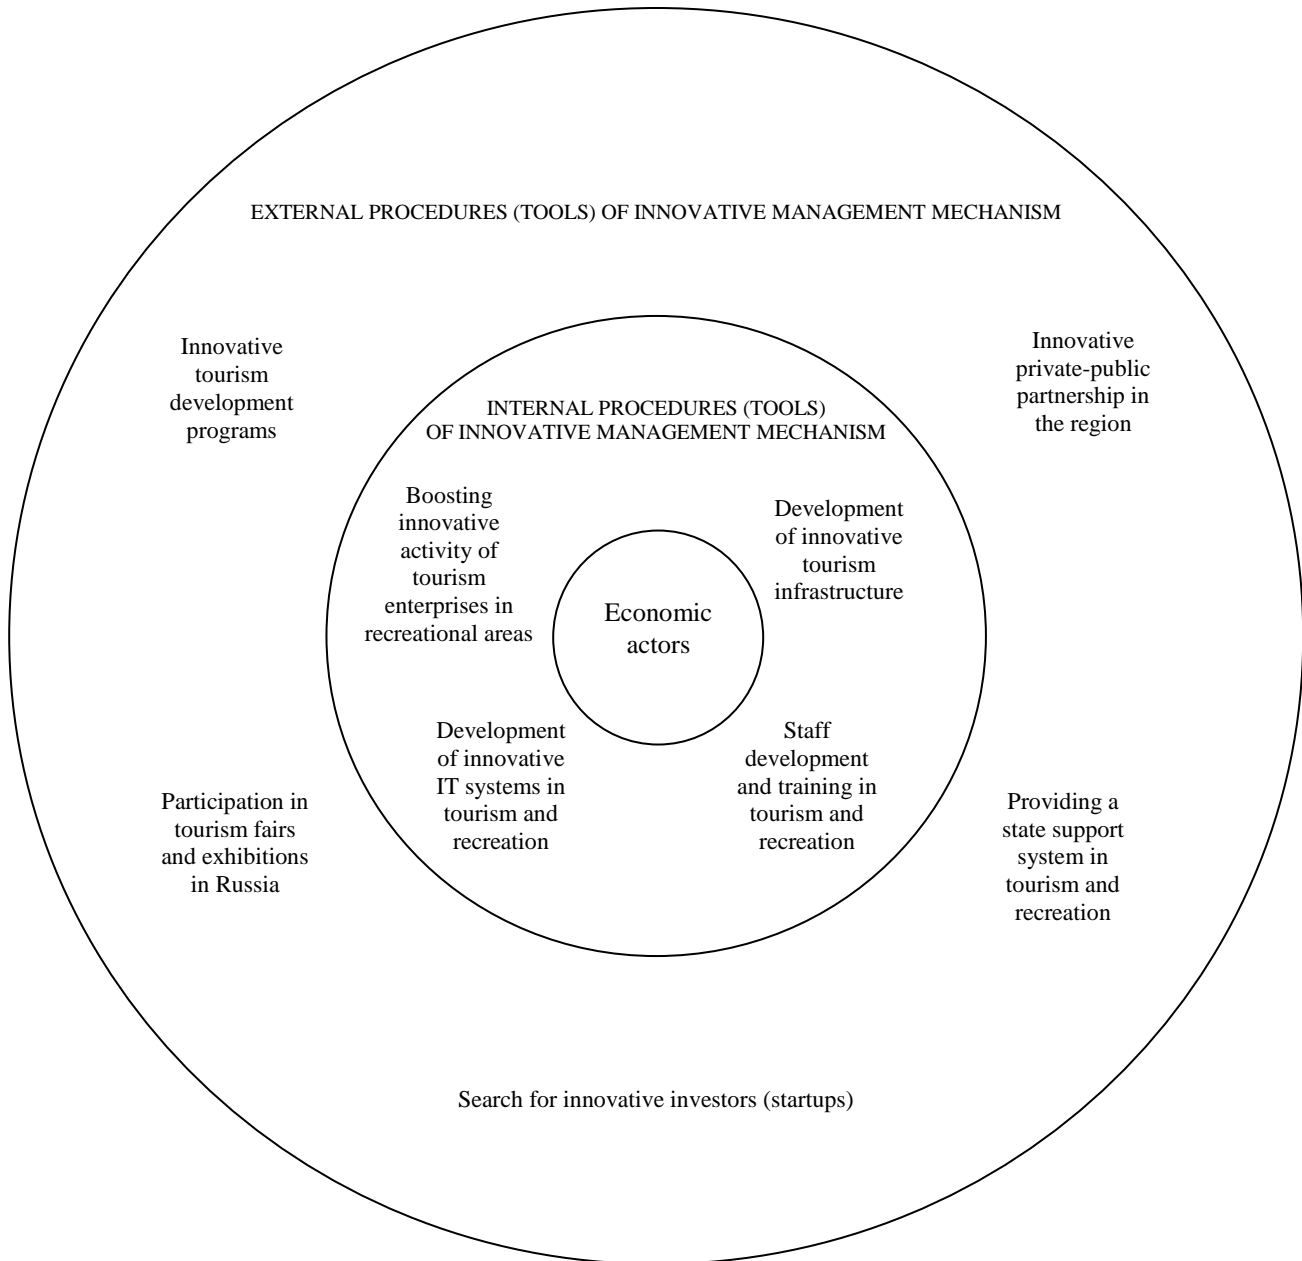 EXTERNAL PROCEDURES (TOOLS) OF INNOVATIVE MANAGEMENT MECHANISM
Innovative
tourism
development
programs
Innovative
private-public
partnership in
the region
INTERNAL PROCEDURES (TOOLS)
OF INNOVATIVE MANAGEMENT MECHANISM
Boosting
innovative
activity of
tourism
enterprises in
recreational areas
Development
of innovative
tourism
infrastructure
Economic
actors
Development
of innovative
IT systems in
tourism and
recreation
Staff
development
and training in
tourism and
recreation
Participation in
tourism fairs
and exhibitions
in Russia
Providing a
state support
system in
tourism and
recreation
Search for innovative investors (startups)